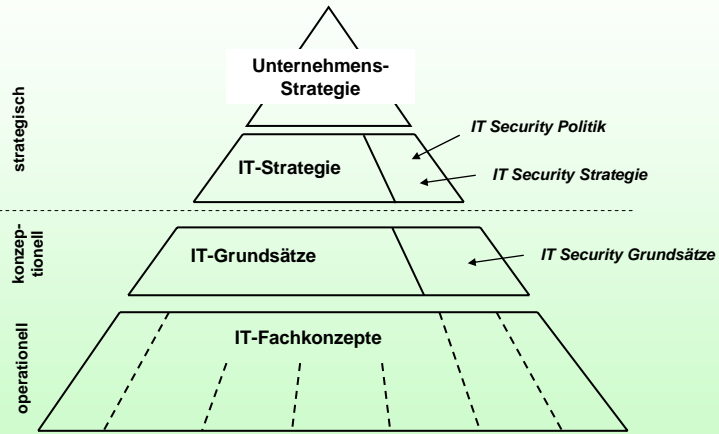 Unternehmens-
Strategie
strategisch
IT Security Politik
IT-Strategie
IT Security Strategie
konzep-
tionell
IT-Grundsätze
IT Security Grundsätze
operationell
IT-Fachkonzepte